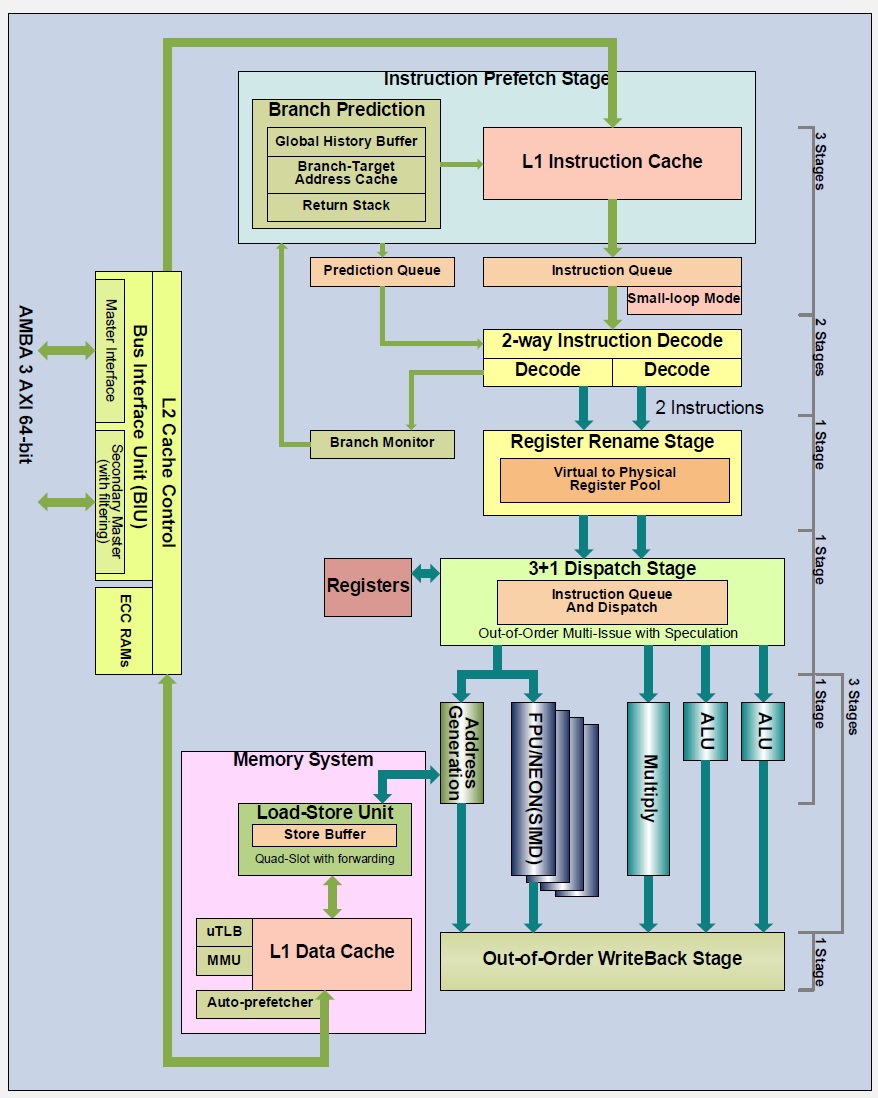 Instruction Prefetch Stage
Branch Prediction
Global History Buffer
Branch-Target
Address Cache
Return Stack
L1 Instruction Cache
3 Stages
Prediction Queue
Instruction Queue
Small-loop Mode
2-way Instruction Decode
Decode
Decode
2 Stages
2 Instructions
Branch Monitor
Register Rename Stage
Virtual to Physical
Register Pool
1 Stage
AMBA 3 AXI 64-bit
Master Interface
Secondary Master
(with filtering)
Bus Interface Unit (BIU)
L2 Cache Control
ECC RAMs
Registers
3+1 Dispatch Stage
Instruction Queue
And Dispatch
Out-of-Order Multi-Issue with Speculation
1 Stage
Address
Generation
FPU/NEON(SIMD)
Multiply
ALU
ALU
1 Stage
3 Stages
Memory System
Load-Store Unit
Store Buffer
Quad-Slot with forwarding
uTLB
MMU
L1 Data Cache
Auto-prefetcher
Out-of-Order WriteBack Stage
1 Stage